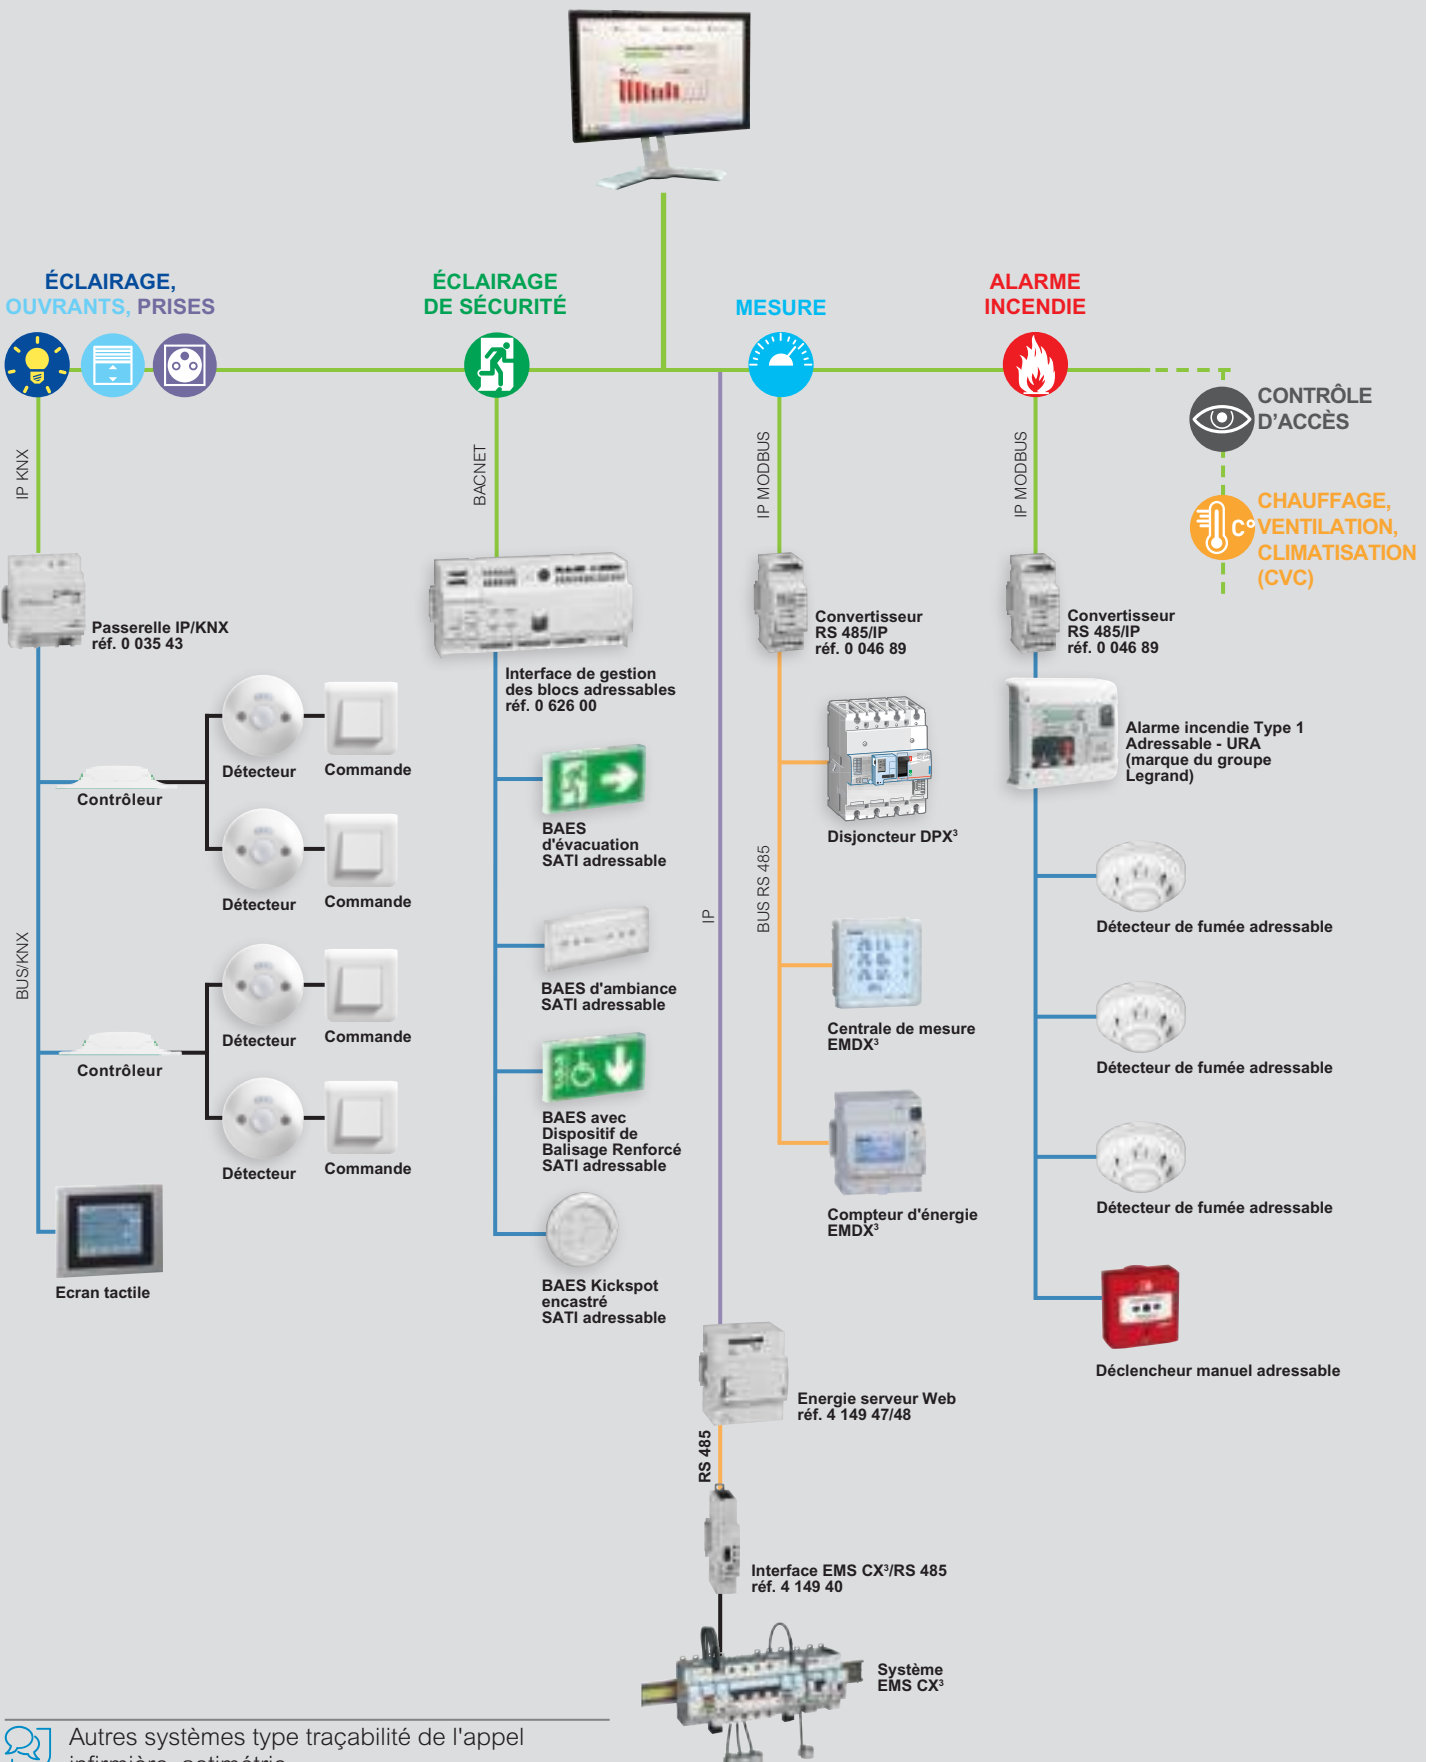 ÉCLAIRAGE,
OUVRANTS, PRISES
ÉCLAIRAGE
DE SÉCURITÉ
MESURE
ALARME
INCENDIE
CONTRÔLE
D'ACCÈS
CHAUFFAGE,
VENTILATION,
CLIMATISATION
(CVC)
C°
IP KNX
BACNET
IP MODBUS
IP MODBUS
Passerelle IP/KNX
réf. 0 035 43
Interface de gestion
des blocs adressables
réf. 0 626 00
Convertisseur
RS 485/IP
réf. 0 046 89
Convertisseur
RS 485/IP
réf. 0 046 89
BUS/KNX
Contrôleur
Détecteur
Commande
Détecteur
Commande
Contrôleur
Détecteur
Commande
Détecteur
Commande
Ecran tactile
BAES
d'évacuation
SATI adressable
BAES d'ambiance
SATI adressable
BAES avec
Dispositif de
Balisage Renforcé
SATI adressable
BAES Kickspot
encastré
SATI adressable
IP
BUS RS 485
Disjoncteur DPX³
Centrale de mesure
EMDX³
Compteur d'énergie
EMDX³
Alarme incendie Type 1
Adressable - URA
(marque du groupe
Legrand)
Détecteur de fumée adressable
Détecteur de fumée adressable
Détecteur de fumée adressable
Déclencheur manuel adressable
Energie serveur Web
réf. 4 149 47/48
RS 485
Interface EMS CX³/RS 485
réf. 4 149 40
Système
EMS CX³
Autres systèmes type traçabilité de l'appel
infirmière, actimétrie